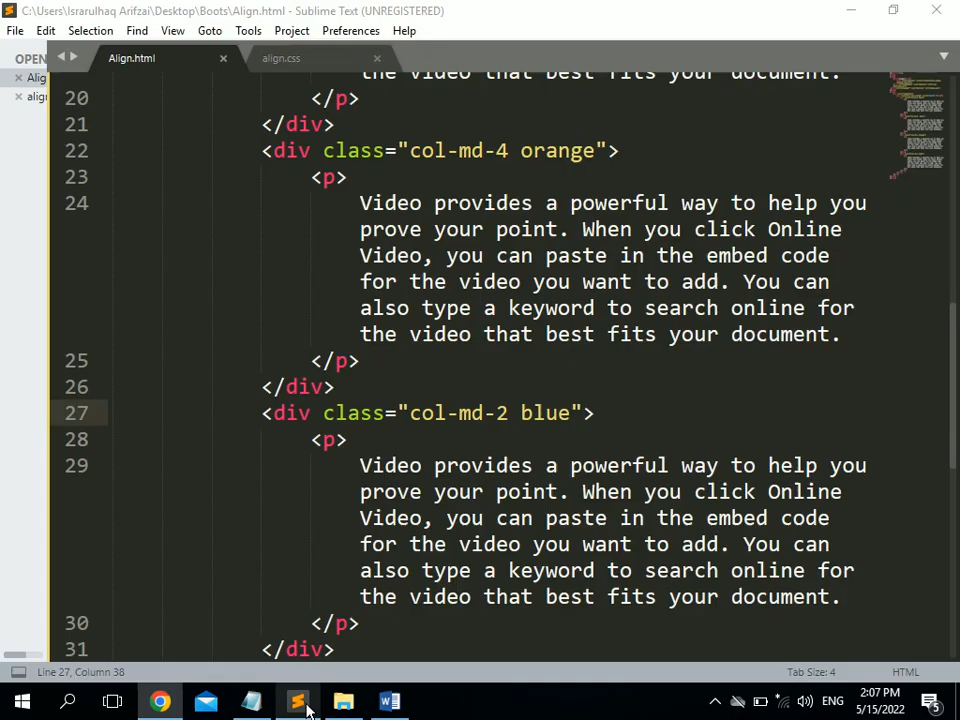 C:\Users\Israrulhaq Arifzai\Desktop\Boots\Align.html - Sublime Text (UNREGISTERED)
File Edit Selection Find View Goto Tools Project Preferences Help
OPEN
Alig
align
Align.html
align.css
the video that best fits your document.
20 </p>
21 </div>
22 <div class="col-md-4 orange">
23 <p>
24 Video provides a powerful way to help you
prove your point. When you click Online
Video, you can paste in the embed code
for the video you want to add. You can
also type a keyword to search online for
the video that best fits your document.
25 </p>
26 </div>
27 <div class="col-md-2 blue">
28 <p>
29 Video provides a powerful way to help you
prove your point. When you click Online
Video, you can paste in the embed code
for the video you want to add. You can
also type a keyword to search online for
the video that best fits your document.
30 </p>
31 </div>
Line 27, Column 38 Tab Size: 4 HTML
ENG
2:07 PM
5/15/2022
5